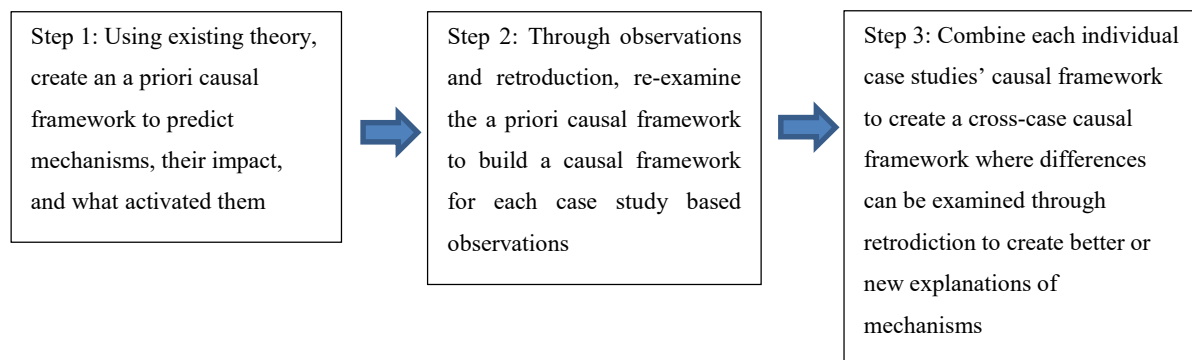 Step 1: Using existing theory,
create an a priori causal
framework to predict
mechanisms, their impact,
and what activated them
Step 2: Through observations
and retroduction, re-examine
the a priori causal framework
to build a causal framework
for each case study based
observations
Step 3: Combine each individual
case studies’ causal framework
to create a cross-case causal
framework where differences
can be examined through
retrodiction to create better or
new explanations of
mechanisms